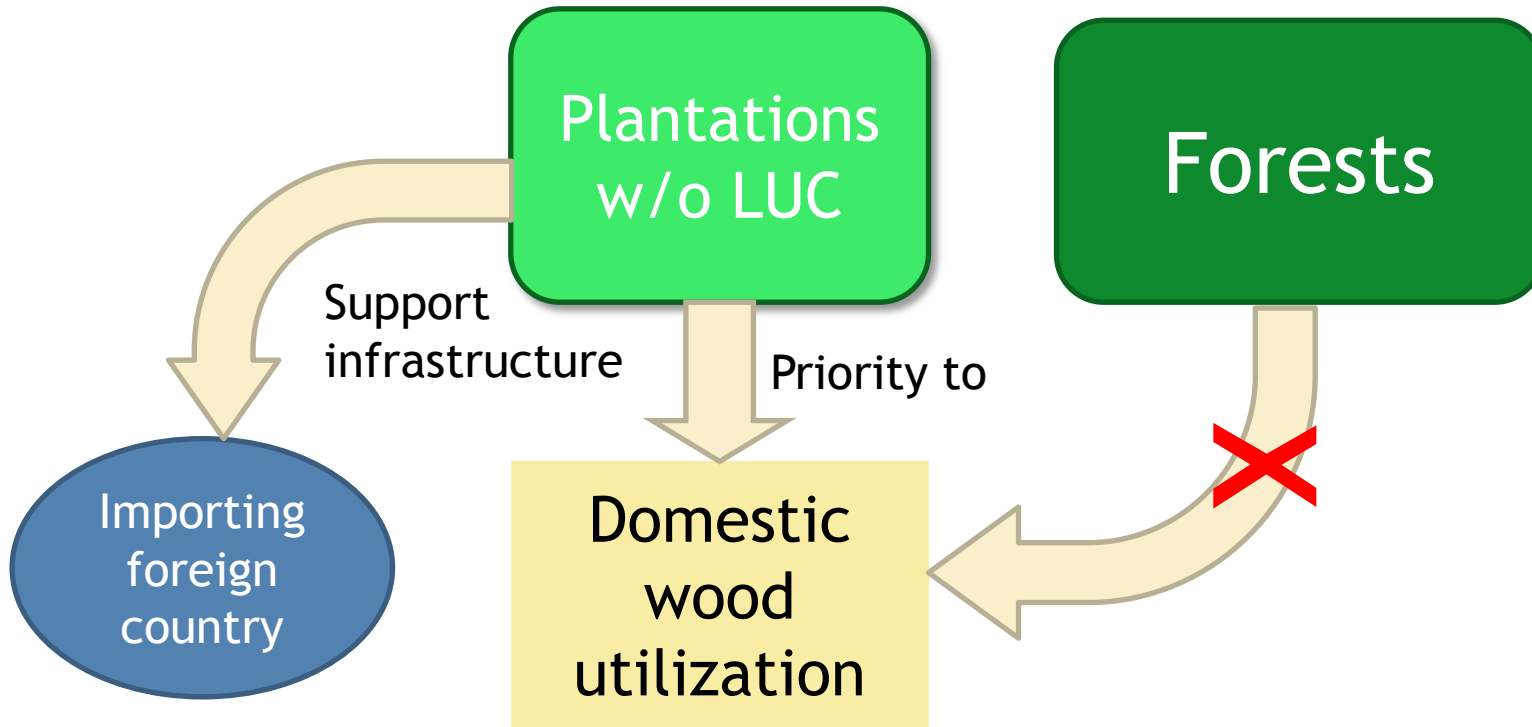 Plantations
w/o LUC
Forests
Support
infrastructure
Priority to
Importing
foreign
country
Domestic
wood
utilization